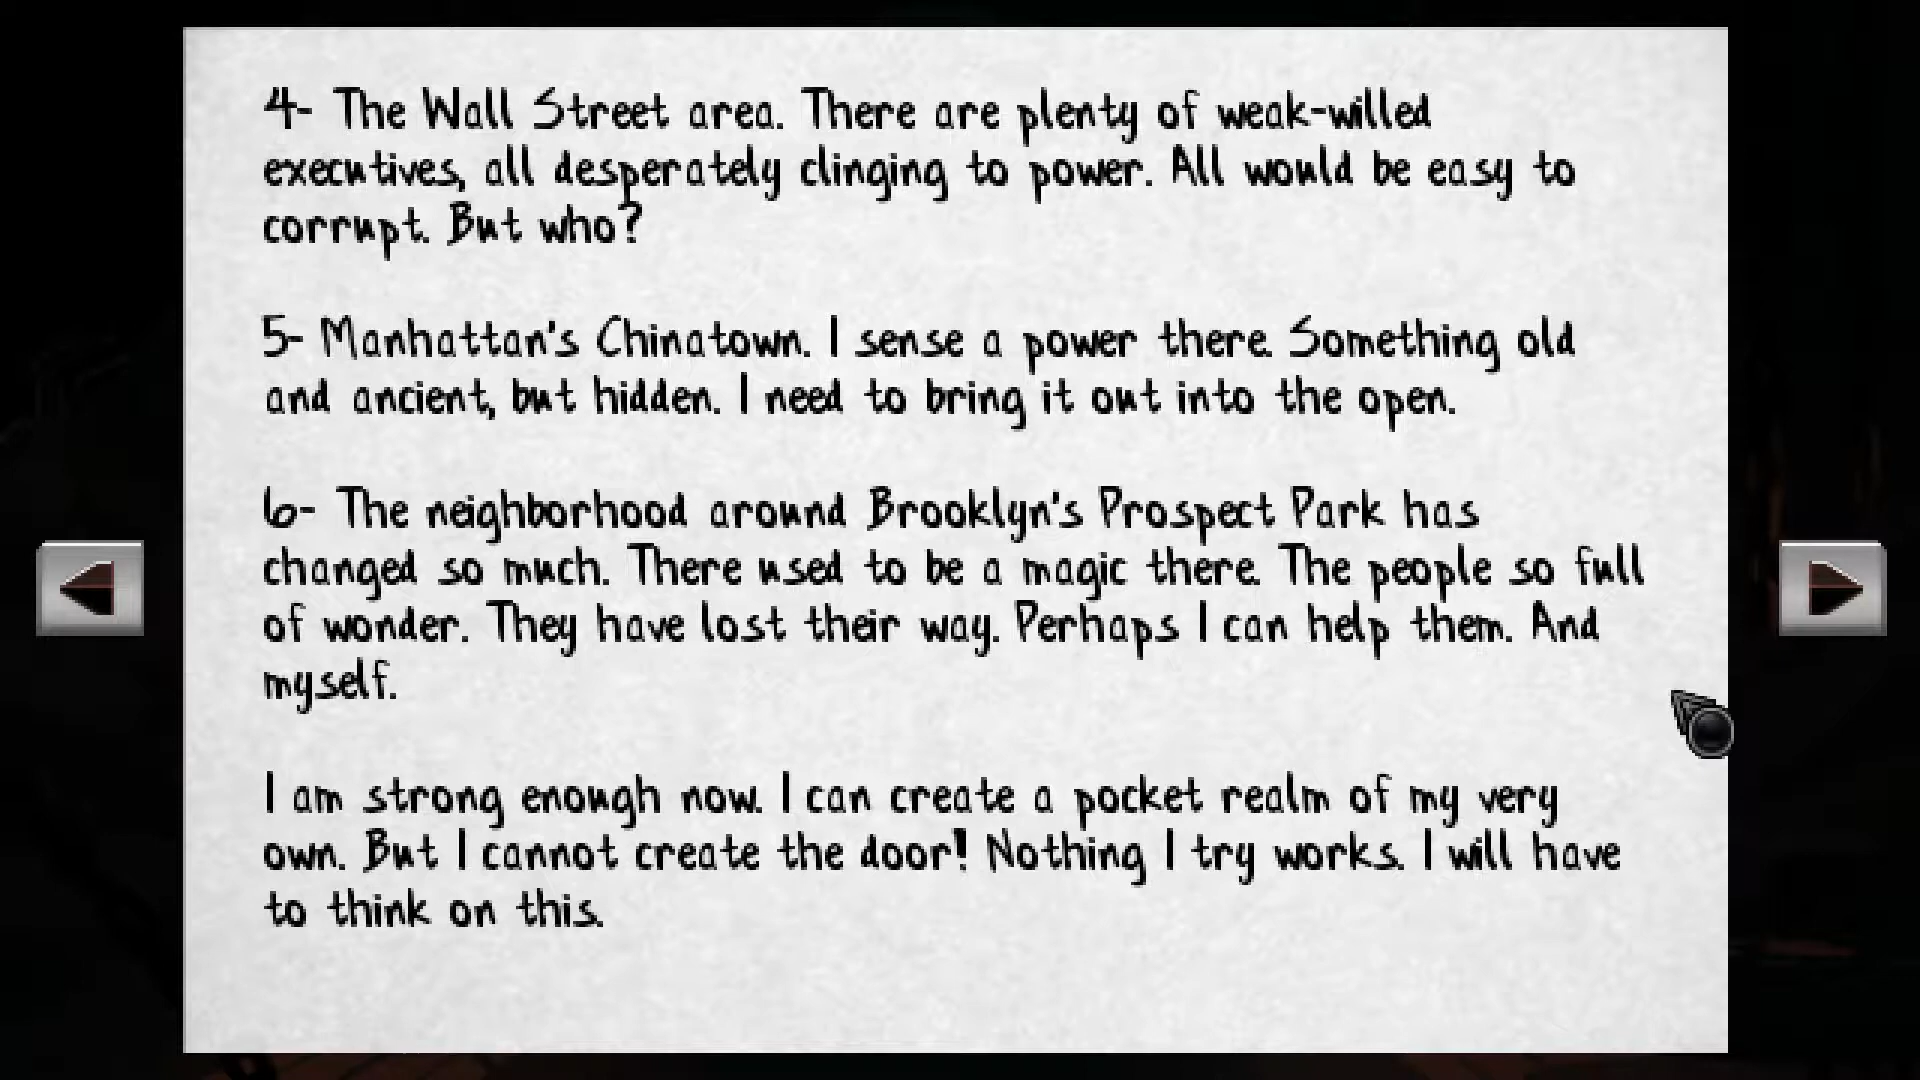 4- The Wall Street area. There are plenty of weak-willed
executives, all desperately clinging to power. All would be easy to
corrupt. But who?
5- Manhattan's Chinatown. I sense a power there. Something old
and ancient, but hidden. I need to bring it out into the open.
6- The neighborhood around Brooklyn's Prospect Park has
changed so much. There used to be a magic there. The people so full
of wonder. They have lost their way. Perhaps I can help them. And
myself.
I am strong enough now. I can create a pocket realm of my very
own. But I cannot create the door! Nothing I try works. I will have
to think on this.